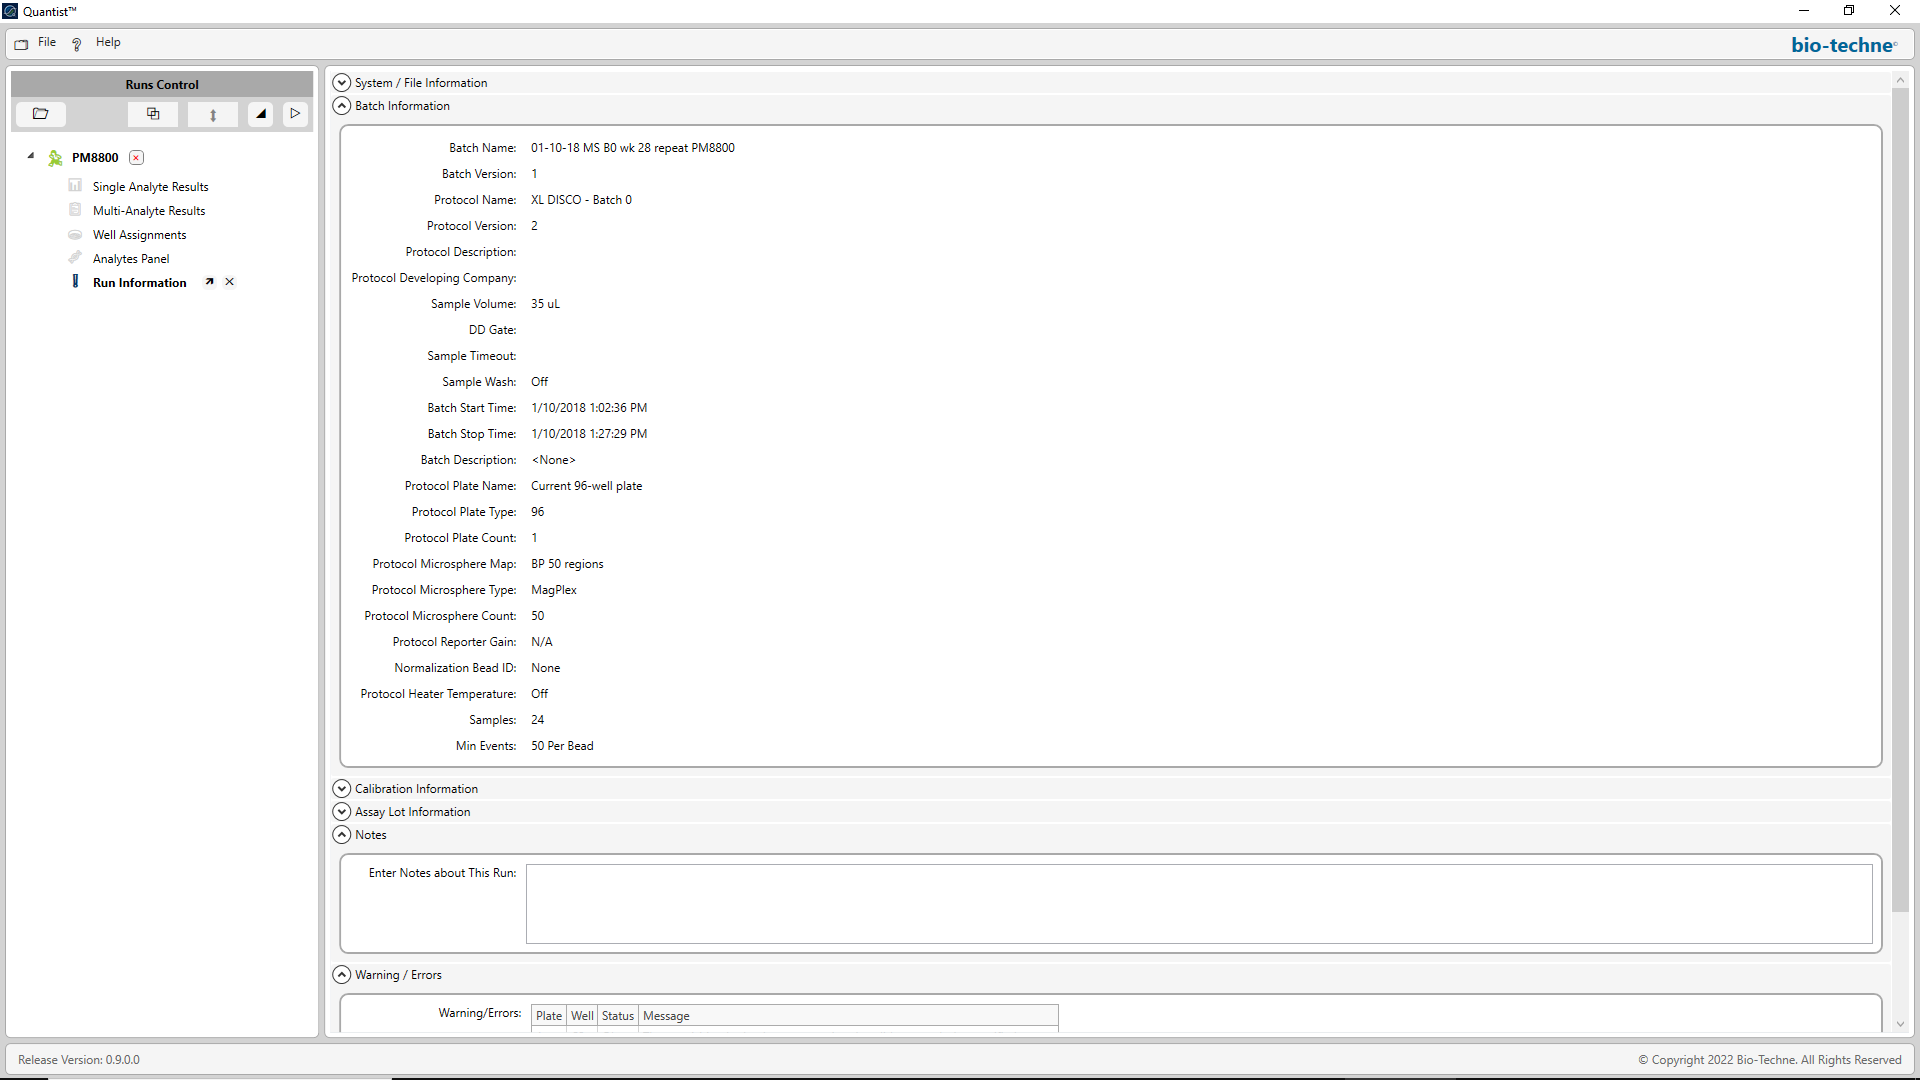 Quantist™
File
Help
bio-techne
Runs Control
PM8800
Single Analyte Results
Multi-Analyte Results
Well Assignments
Analytes Panel
Run Information
System / File Information
Batch Information
Batch Name: 01-10-18 MS B0 wk 28 repeat PM8800
Batch Version: 1
Protocol Name: XL DISCO - Batch 0
Protocol Version: 2
Protocol Description:
Protocol Developing Company:
Sample Volume: 35 uL
DD Gate:
Sample Timeout:
Sample Wash: Off
Batch Start Time: 1/10/2018 1:02:36 PM
Batch Stop Time: 1/10/2018 1:27:29 PM
Batch Description: <None>
Protocol Plate Name: Current 96-well plate
Protocol Plate Type: 96
Protocol Plate Count: 1
Protocol Microsphere Map: BP 50 regions
Protocol Microsphere Type: MagPlex
Protocol Microsphere Count: 50
Protocol Reporter Gain: N/A
Normalization Bead ID: None
Protocol Heater Temperature: Off
Samples: 24
Min Events: 50 Per Bead
Calibration Information
Assay Lot Information
Notes
Enter Notes about This Run:
Warning / Errors
Warning/Errors: Plate Well Status Message
Release Version: 0.9.0.0
© Copyright 2022 Bio-Techne. All Rights Reserved